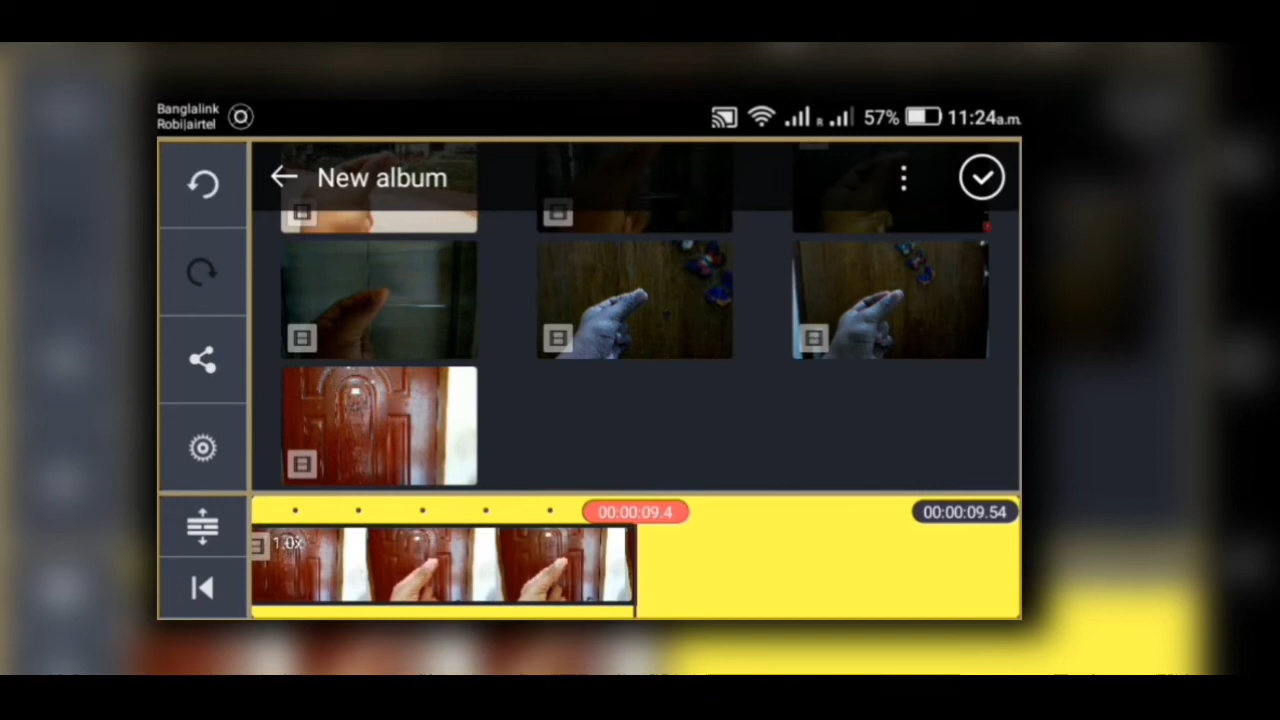 Banglalink
Robi|airtel
R
57%
11:24a.m.
New album
00:00:09.4
00:00:09.54
1.0x